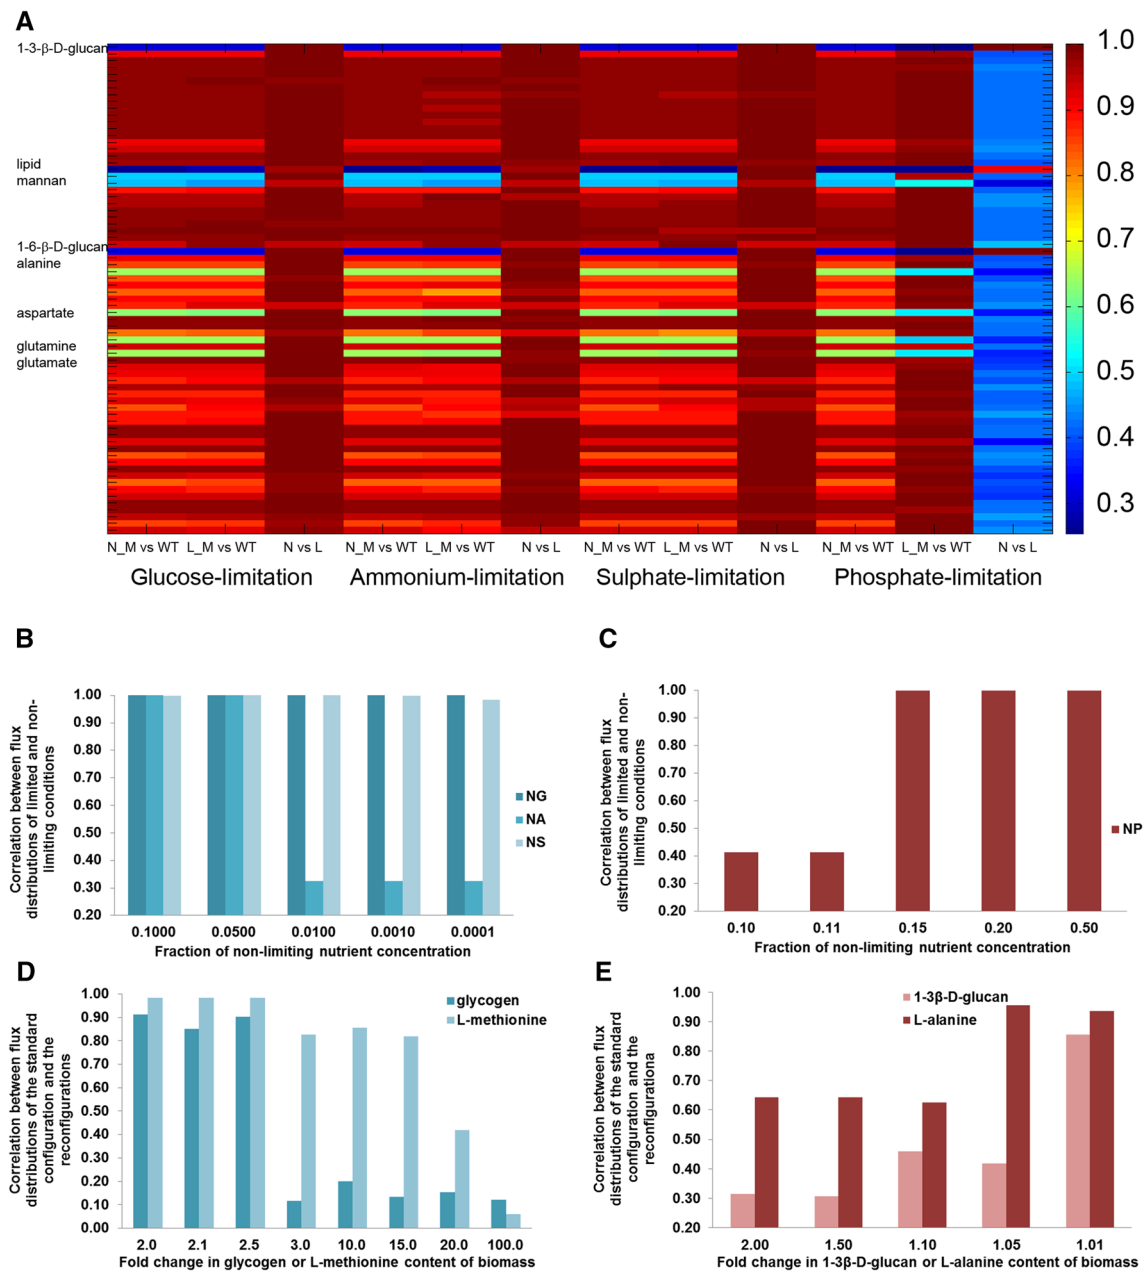 A
1-3-β-D-glucan
lipid
mannan
1-6-β-D-glucan
alanine
aspartate
glutamine
glutamate
1.0
0.9
0.8
0.7
0.6
0.5
0.4
0.3
N_M vs WT L_M vs WT N vs L N_M vs WT L_M vs WT N vs L N_M vs WT L_M vs WT N vs L N_M vs WT L_M vs WT N vs L
Glucose-limitation Ammonium-limitation Sulphate-limitation Phosphate-limitation
B
Correlation between flux
distributions of limited and non-
limiting conditions
1.00
0.90
0.80
0.70
0.60
0.50
0.40
0.30
0.20
0.1000 0.0500 0.0100 0.0010 0.0001
Fraction of non-limiting nutrient concentration
NG
NA
NS
C
Correlation between flux
distributions of limited and non-
limiting conditions
1.00
0.90
0.80
0.70
0.60
0.50
0.40
0.30
0.20
0.10 0.11 0.15 0.20 0.50
Fraction of non-limiting nutrient concentration
NP
D
Correlation between flux
distributions of the standard
configuration and the
reconfigurations
1.00
0.90
0.80
0.70
0.60
0.50
0.40
0.30
0.20
0.10
0.00
glycogen
L-methionine
2.0 2.1 2.5 3.0 10.0 15.0 20.0 100.0
Fold change in glycogen or L-methionine content of biomass
E
Correlation between flux
distributions of the standard
configuration and the
reconfigurationa
1.00
0.90
0.80
0.70
0.60
0.50
0.40
0.30
0.20
1-3β-D-glucan
L-alanine
2.00 1.50 1.10 1.05 1.01
Fold change in 1-3β-D-glucan or L-alanine content of biomass